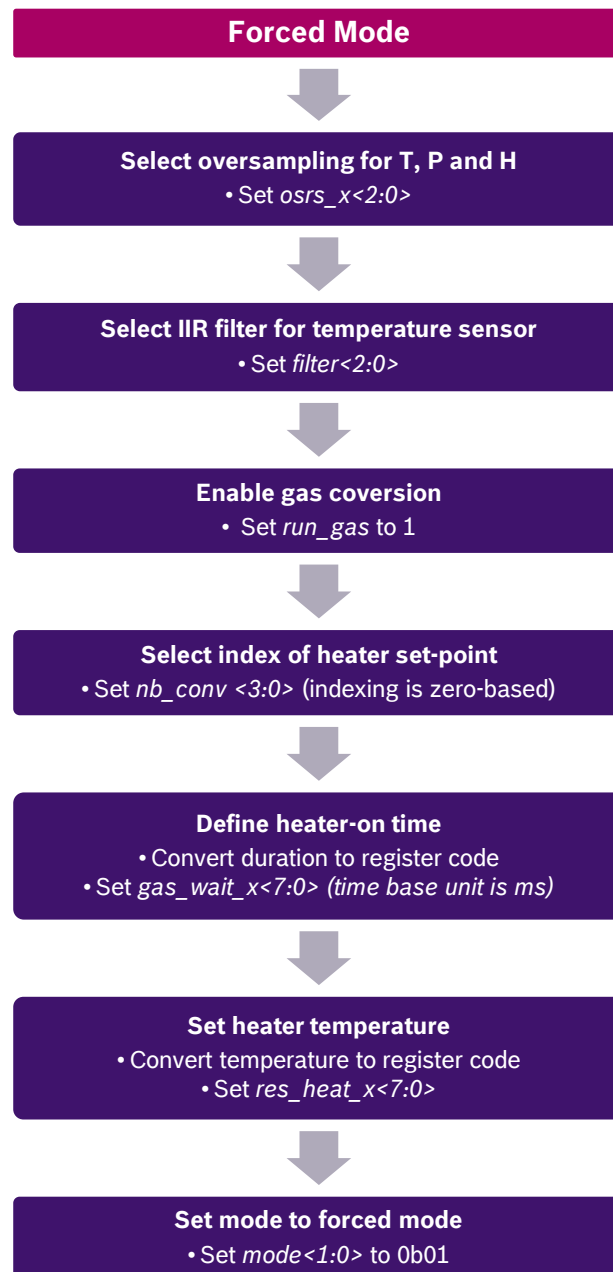 Forced Mode
Select oversampling for T, P and H
• Set osrs_x<2:0>
Select IIR filter for temperature sensor
• Set filter<2:0>
Enable gas coversion
• Set run_gas to 1
Select index of heater set-point
• Set nb_conv <3:0> (indexing is zero-based)
Define heater-on time
• Convert duration to register code
• Set gas_wait_x<7:0> (time base unit is ms)
Set heater temperature
• Convert temperature to register code
• Set res_heat_x<7:0>
Set mode to forced mode
• Set mode<1:0> to 0b01